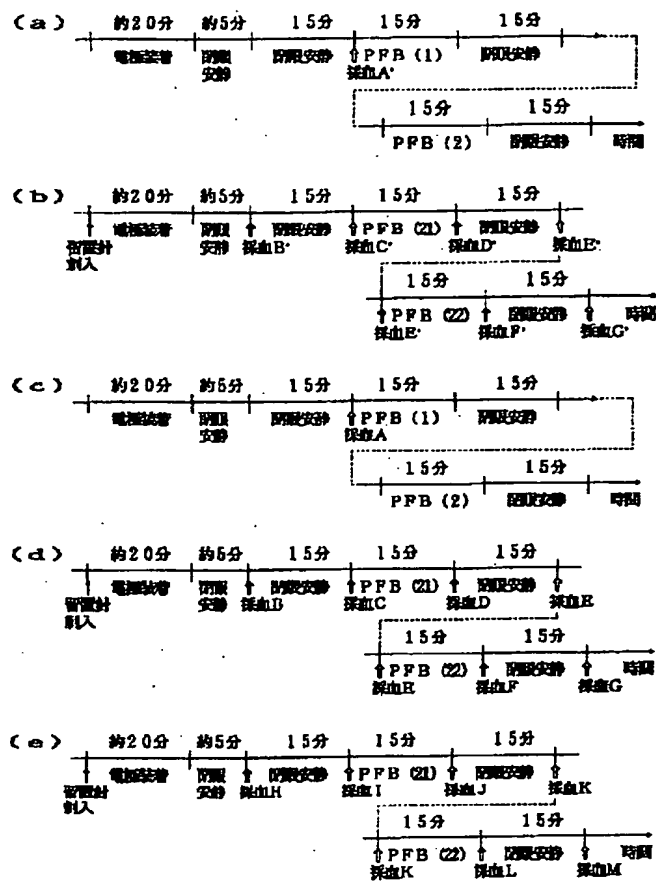 (a) 約20分 約5分 15分 15分 15分
電極装着 閉眼安静 閉眼安静 PFB(1) 閉眼安静
採血A'
15分 15分
PFB(2) 閉眼安静 時間
(b) 約20分 約5分 15分 15分 15分
電極装着 閉眼安静 閉眼安静 PFB(21) 閉眼安静
留置針刺入 採血B' 採血C' 採血D' 採血E'
15分 15分
PFB(22) 閉眼安静 時間
採血E' 採血F' 採血G'
(c) 約20分 約5分 15分 15分 15分
電極装着 閉眼安静 閉眼安静 PFB(1) 閉眼安静
採血A
15分 15分
PFB(2) 閉眼安静 時間
(d) 約20分 約5分 15分 15分 15分
電極装着 閉眼安静 閉眼安静 PFB(21) 閉眼安静
留置針刺入 採血B 採血C 採血D 採血E
15分 15分
PFB(22) 閉眼安静 時間
採血E 採血F 採血G
(e) 約20分 約5分 15分 15分 15分
電極装着 閉眼安静 閉眼安静 PFB(21) 閉眼安静
留置針刺入 採血H 採血I 採血J 採血K
15分 15分
PFB(22) 閉眼安静 時間
採血K 採血L 採血M